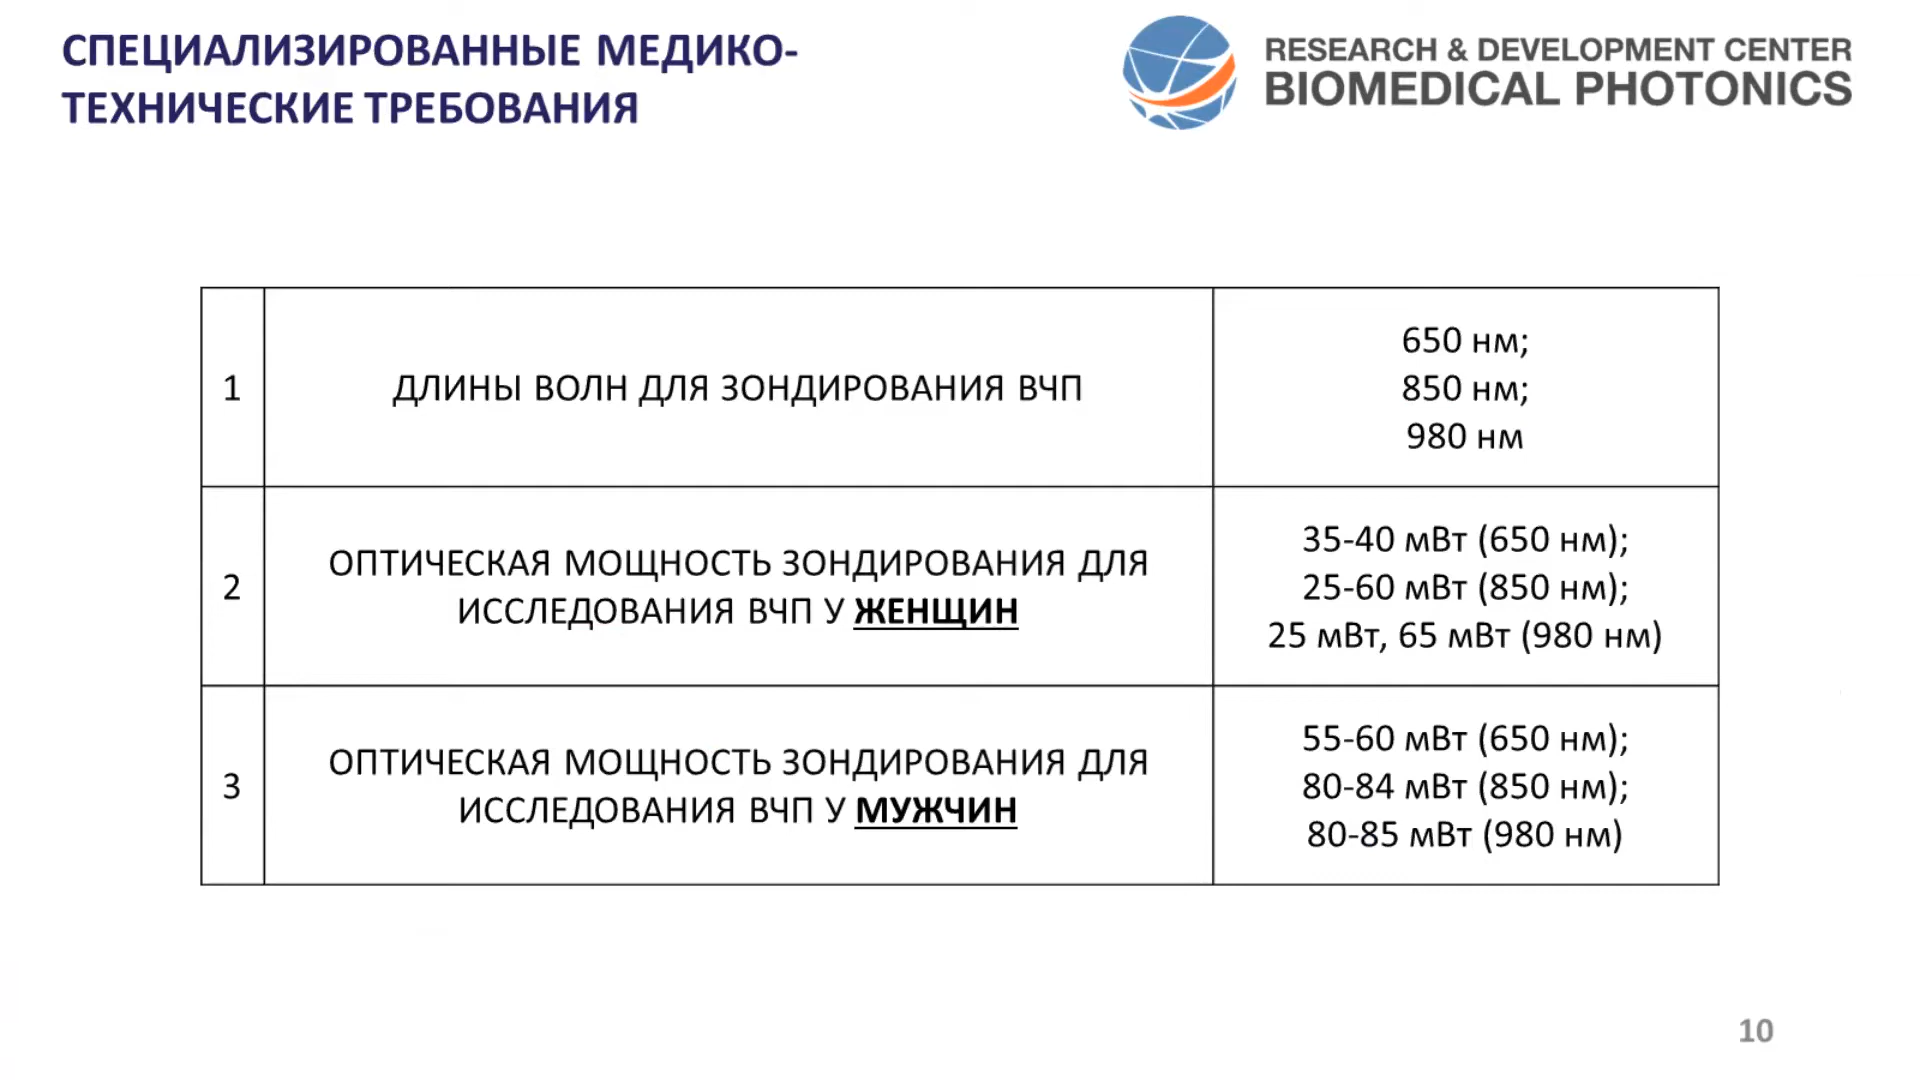 СПЕЦИАЛИЗИРОВАННЫЕ МЕДИКО-
ТЕХНИЧЕСКИЕ ТРЕБОВАНИЯ
RESEARCH & DEVELOPMENT CENTER
BIOMEDICAL PHOTONICS
1
ДЛИНЫ ВОЛН ДЛЯ ЗОНДИРОВАНИЯ ВЧП
650 нм;
850 нм;
980 нм
2
ОПТИЧЕСКАЯ МОЩНОСТЬ ЗОНДИРОВАНИЯ ДЛЯ
ИССЛЕДОВАНИЯ ВЧП У ЖЕНЩИН
35-40 мВт (650 нм);
25-60 мВт (850 нм);
25 мВт, 65 мВт (980 нм)
3
ОПТИЧЕСКАЯ МОЩНОСТЬ ЗОНДИРОВАНИЯ ДЛЯ
ИССЛЕДОВАНИЯ ВЧП У МУЖЧИН
55-60 мВт (650 нм);
80-84 мВт (850 нм);
80-85 мВт (980 нм)
10